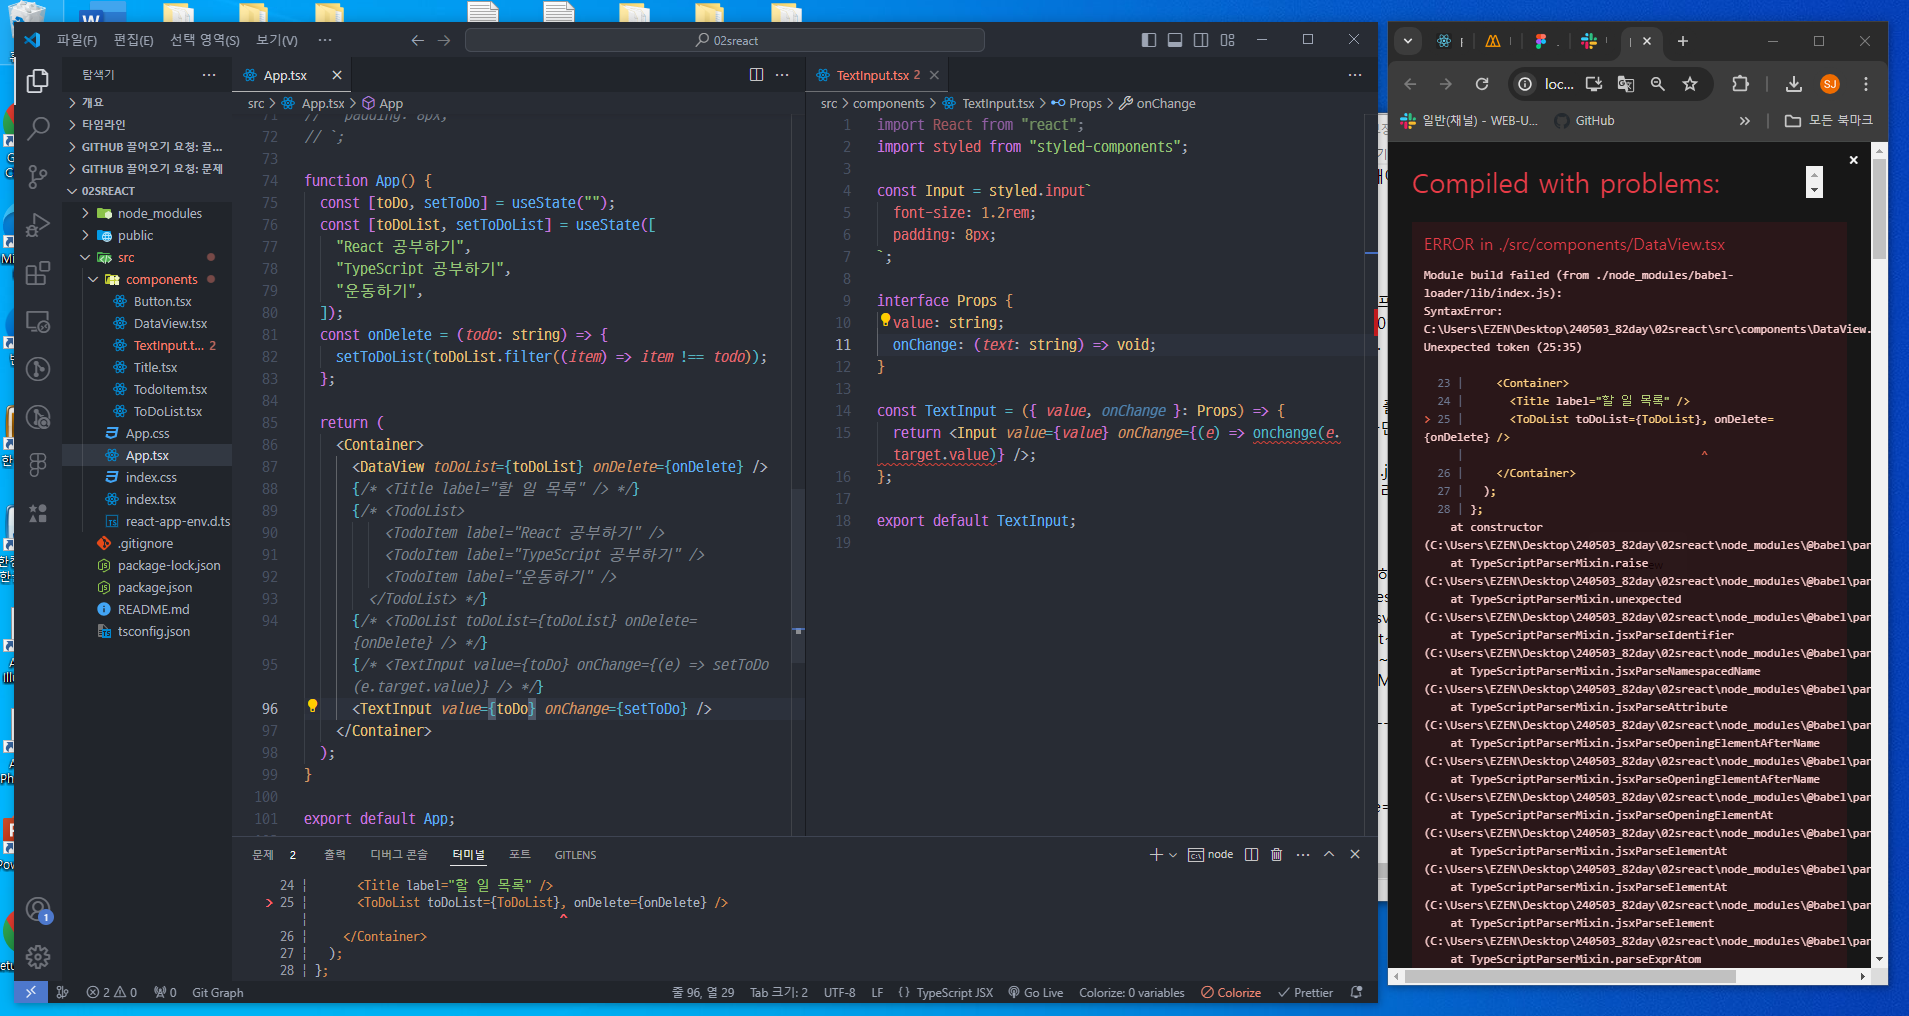 파일(F) 편집(E) 선택 영역(S) 보기(V) ··· 02sreact
탐색기 ···
개요
타임라인
GITHUB 끌어오기 요청: 끌...
GITHUB 끌어오기 요청: 문제
02SREACT
node_modules
public
src
components
Button.tsx
DataView.tsx
TextInput.t... 2
Title.tsx
TodoItem.tsx
ToDoList.tsx
App.css
App.tsx
index.css
index.tsx
react-app-env.d.ts
.gitignore
package-lock.json
package.json
README.md
tsconfig.json
App.tsx
src > App.tsx > App
71 // padding: 8px;
72 // `;
73
74 function App() {
75 const [toDo, setToDo] = useState("");
76 const [toDoList, setToDoList] = useState([
77 "React 공부하기",
78 "TypeScript 공부하기",
79 "운동하기",
80 ]);
81 const onDelete = (todo: string) => {
82 setToDoList(toDoList.filter((item) => item !== todo));
83 };
84
85 return (
86 <Container>
87 <DataView toDoList={toDoList} onDelete={onDelete} />
88 {/* <Title label="할 일 목록" /> */}
89 {/* <TodoList>
90 <TodoItem label="React 공부하기" />
91 <TodoItem label="TypeScript 공부하기" />
92 <TodoItem label="운동하기" />
93 </TodoList> */}
94 {/* <ToDoList toDoList={toDoList} onDelete=
{onDelete} /> */}
95 {/* <TextInput value={toDo} onChange={(e) => setToDo
(e.target.value)} /> */}
96 <TextInput value={toDo} onChange={setToDo} />
97 </Container>
98 );
99 }
100
101 export default App;
TextInput.tsx 2
src > components > TextInput.tsx > Props > onChange
1 import React from "react";
2 import styled from "styled-components";
3
4 const Input = styled.input`
5 font-size: 1.2rem;
6 padding: 8px;
7 `;
8
9 interface Props {
10 value: string;
11 onChange: (text: string) => void;
12 }
13
14 const TextInput = ({ value, onChange }: Props) => {
15 return <Input value={value} onChange={(e) => onchange(e.
target.value)} />;
16 };
17
18 export default TextInput;
19
문제 2 출력 디버그 콘솔 터미널 포트 GITLENS
node
24 ¦ <Title label="할 일 목록" />
> 25 ¦ <ToDoList toDoList={ToDoList}, onDelete={onDelete} />
¦ ^
26 ¦ </Container>
27 ¦ );
28 ¦ };
2 0 0 Git Graph 줄 96, 열 29 Tab 크기: 2 UTF-8 LF {} TypeScript JSX Go Live Colorize: 0 variables Colorize Prettier
loc... SJ
일반(채널) - WEB-U... GitHub » 모든 북마크
Compiled with problems:
×
ERROR in ./src/components/DataView.tsx
Module build failed (from ./node_modules/babel-
loader/lib/index.js):
SyntaxError:
C:\Users\EZEN\Desktop\240503_82day\02sreact\src\components\DataView.
Unexpected token (25:35)
23 | <Container>
24 | <Title label="할 일 목록" />
> 25 | <ToDoList toDoList={ToDoList}, onDelete=
{onDelete} />
| ^
26 | </Container>
27 | );
28 | };
at constructor
(C:\Users\EZEN\Desktop\240503_82day\02sreact\node_modules\@babel\par
at TypeScriptParserMixin.raise
(C:\Users\EZEN\Desktop\240503_82day\02sreact\node_modules\@babel\par
at TypeScriptParserMixin.unexpected
(C:\Users\EZEN\Desktop\240503_82day\02sreact\node_modules\@babel\par
at TypeScriptParserMixin.jsxParseIdentifier
(C:\Users\EZEN\Desktop\240503_82day\02sreact\node_modules\@babel\par
at TypeScriptParserMixin.jsxParseNamespacedName
(C:\Users\EZEN\Desktop\240503_82day\02sreact\node_modules\@babel\par
at TypeScriptParserMixin.jsxParseAttribute
(C:\Users\EZEN\Desktop\240503_82day\02sreact\node_modules\@babel\par
at TypeScriptParserMixin.jsxParseOpeningElementAfterName
(C:\Users\EZEN\Desktop\240503_82day\02sreact\node_modules\@babel\par
at TypeScriptParserMixin.jsxParseOpeningElementAfterName
(C:\Users\EZEN\Desktop\240503_82day\02sreact\node_modules\@babel\par
at TypeScriptParserMixin.jsxParseOpeningElementAt
(C:\Users\EZEN\Desktop\240503_82day\02sreact\node_modules\@babel\par
at TypeScriptParserMixin.jsxParseElementAt
(C:\Users\EZEN\Desktop\240503_82day\02sreact\node_modules\@babel\par
at TypeScriptParserMixin.jsxParseElementAt
(C:\Users\EZEN\Desktop\240503_82day\02sreact\node_modules\@babel\par
at TypeScriptParserMixin.jsxParseElement
(C:\Users\EZEN\Desktop\240503_82day\02sreact\node_modules\@babel\par
at TypeScriptParserMixin.parseExprAtom